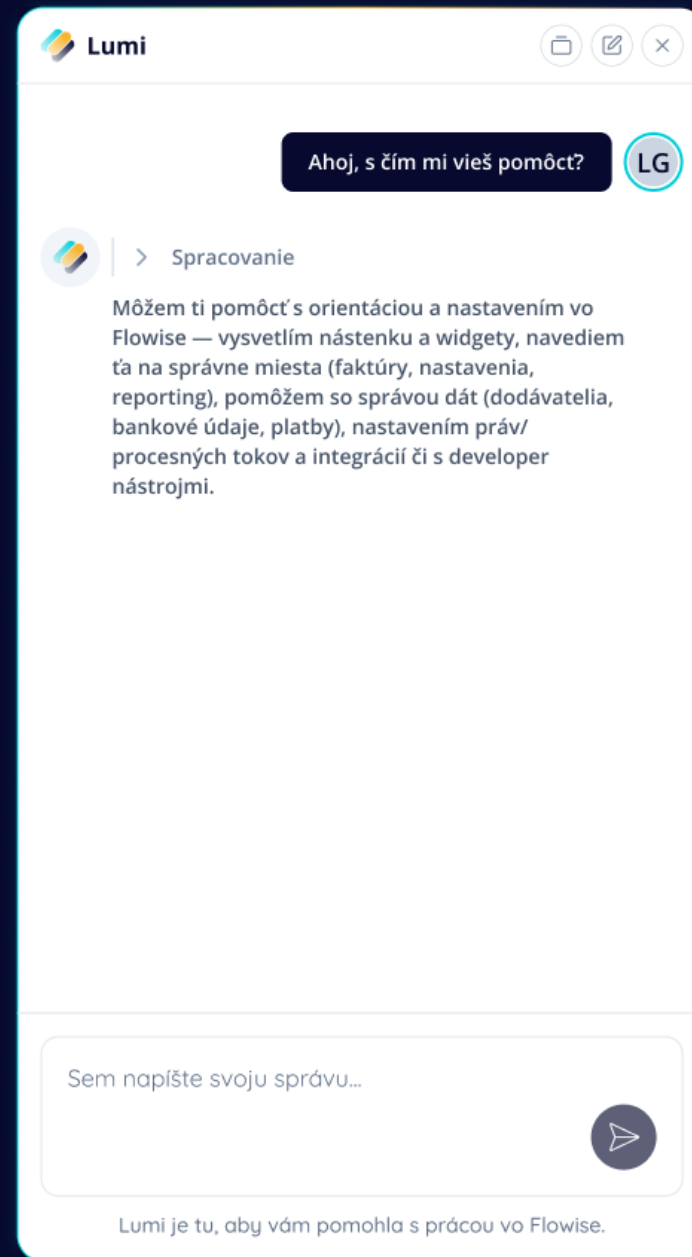 Lumi
Ahoj, s čím mi vieš pomôcť?
LG
Spracovanie
Môžem ti pomôcť s orientáciou a nastavením vo
Flowise — vysvetlím nástenku a widgety, navediem
ťa na správne miesta (faktúry, nastavenia,
reporting), pomôžem so správou dát (dodávatelia,
bankové údaje, platby), nastavením práv/
procesných tokov a integrácií či s developer
nástrojmi.
Sem napíšte svoju správu...
Lumi je tu, aby vám pomohla s prácou vo Flowise.